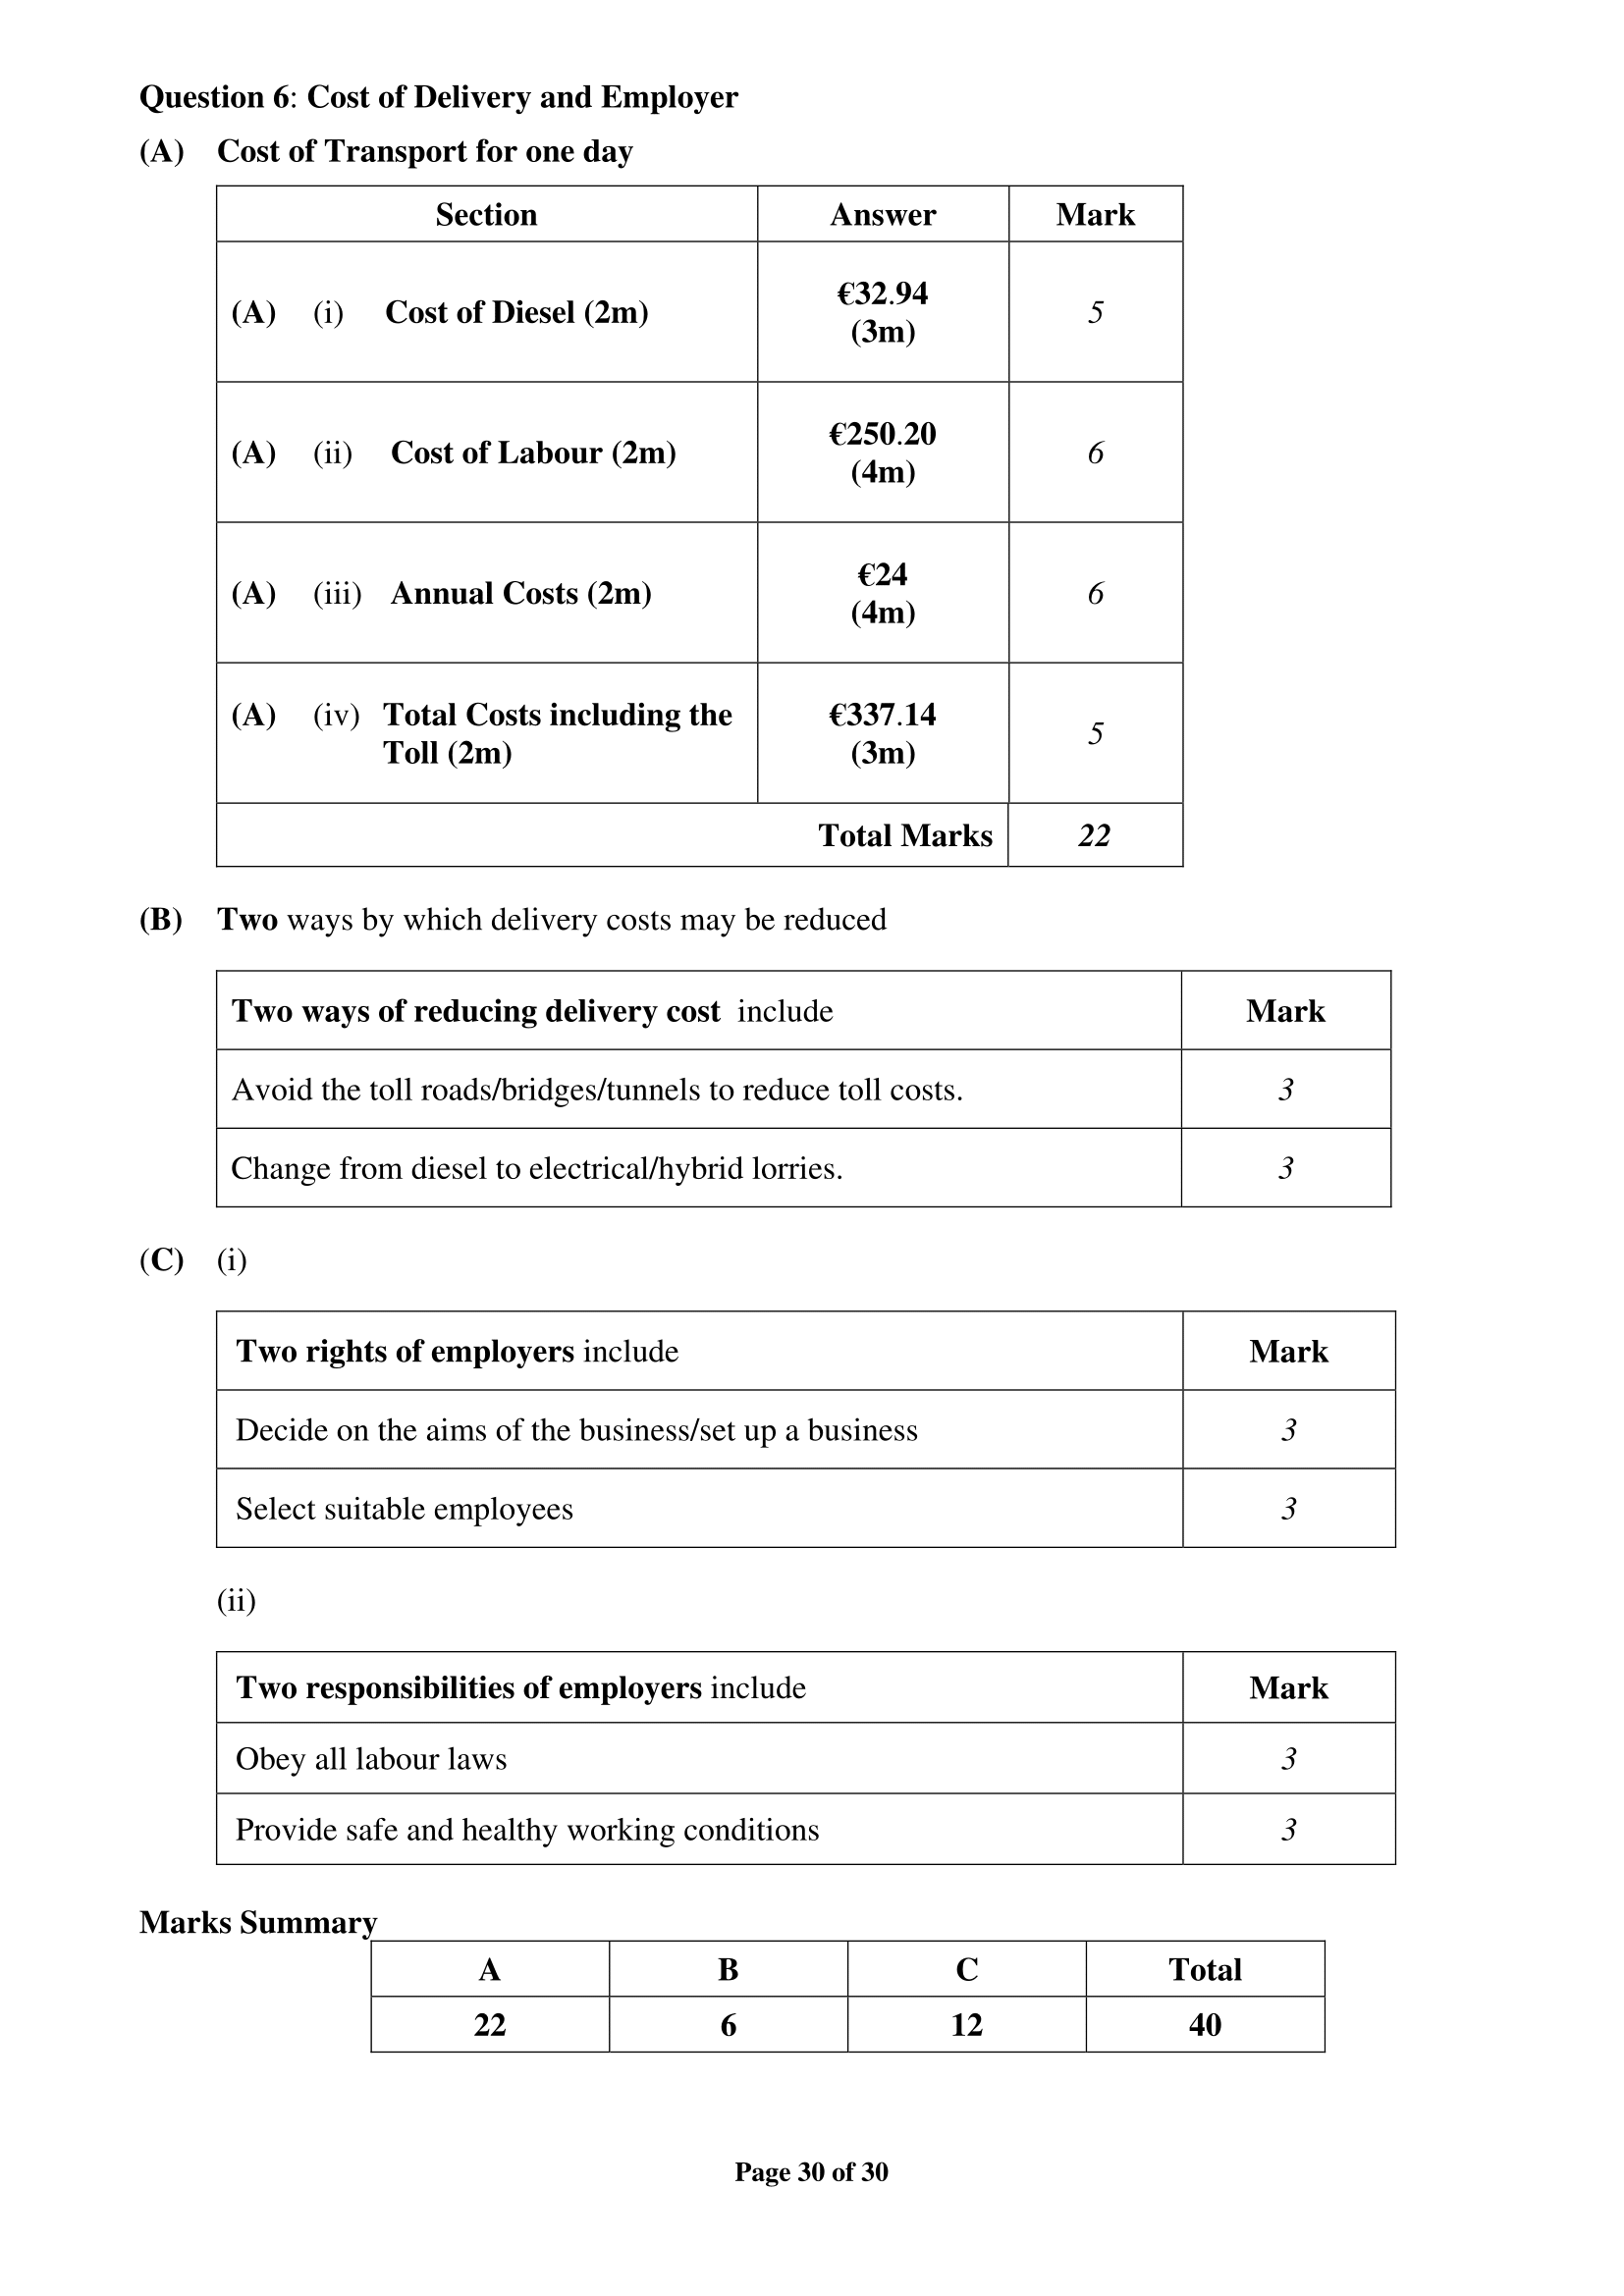 Question 6: Cost of Delivery and Employer
(A) Cost of Transport for one day
Section Answer Mark
(A) (i) Cost of Diesel (2m) €32.94 (3m) 5
(A) (ii) Cost of Labour (2m) €250.20 (4m) 6
(A) (iii) Annual Costs (2m) €24 (4m) 6
(A) (iv) Total Costs including the Toll (2m) €337.14 (3m) 5
Total Marks 22
(B) Two ways by which delivery costs may be reduced
Two ways of reducing delivery cost include Mark
Avoid the toll roads/bridges/tunnels to reduce toll costs. 3
Change from diesel to electrical/hybrid lorries. 3
(C) (i)
Two rights of employers include Mark
Decide on the aims of the business/set up a business 3
Select suitable employees 3
(ii)
Two responsibilities of employers include Mark
Obey all labour laws 3
Provide safe and healthy working conditions 3
Marks Summary
A B C Total
22 6 12 40
Page 30 of 30